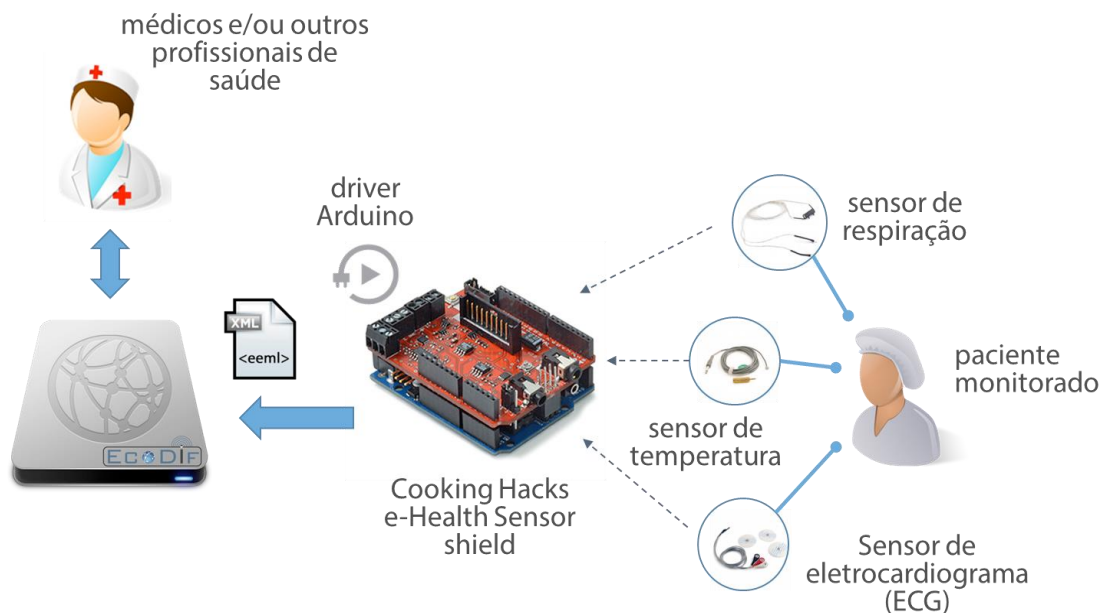 médicos e/ou outros
profissionais de
saúde
driver
Arduino
XML
<eeml>
ECODIF
Cooking Hacks
e-Health Sensor
shield
sensor de
respiração
sensor de
temperatura
paciente
monitorado
Sensor de
eletrocardiograma
(ECG)